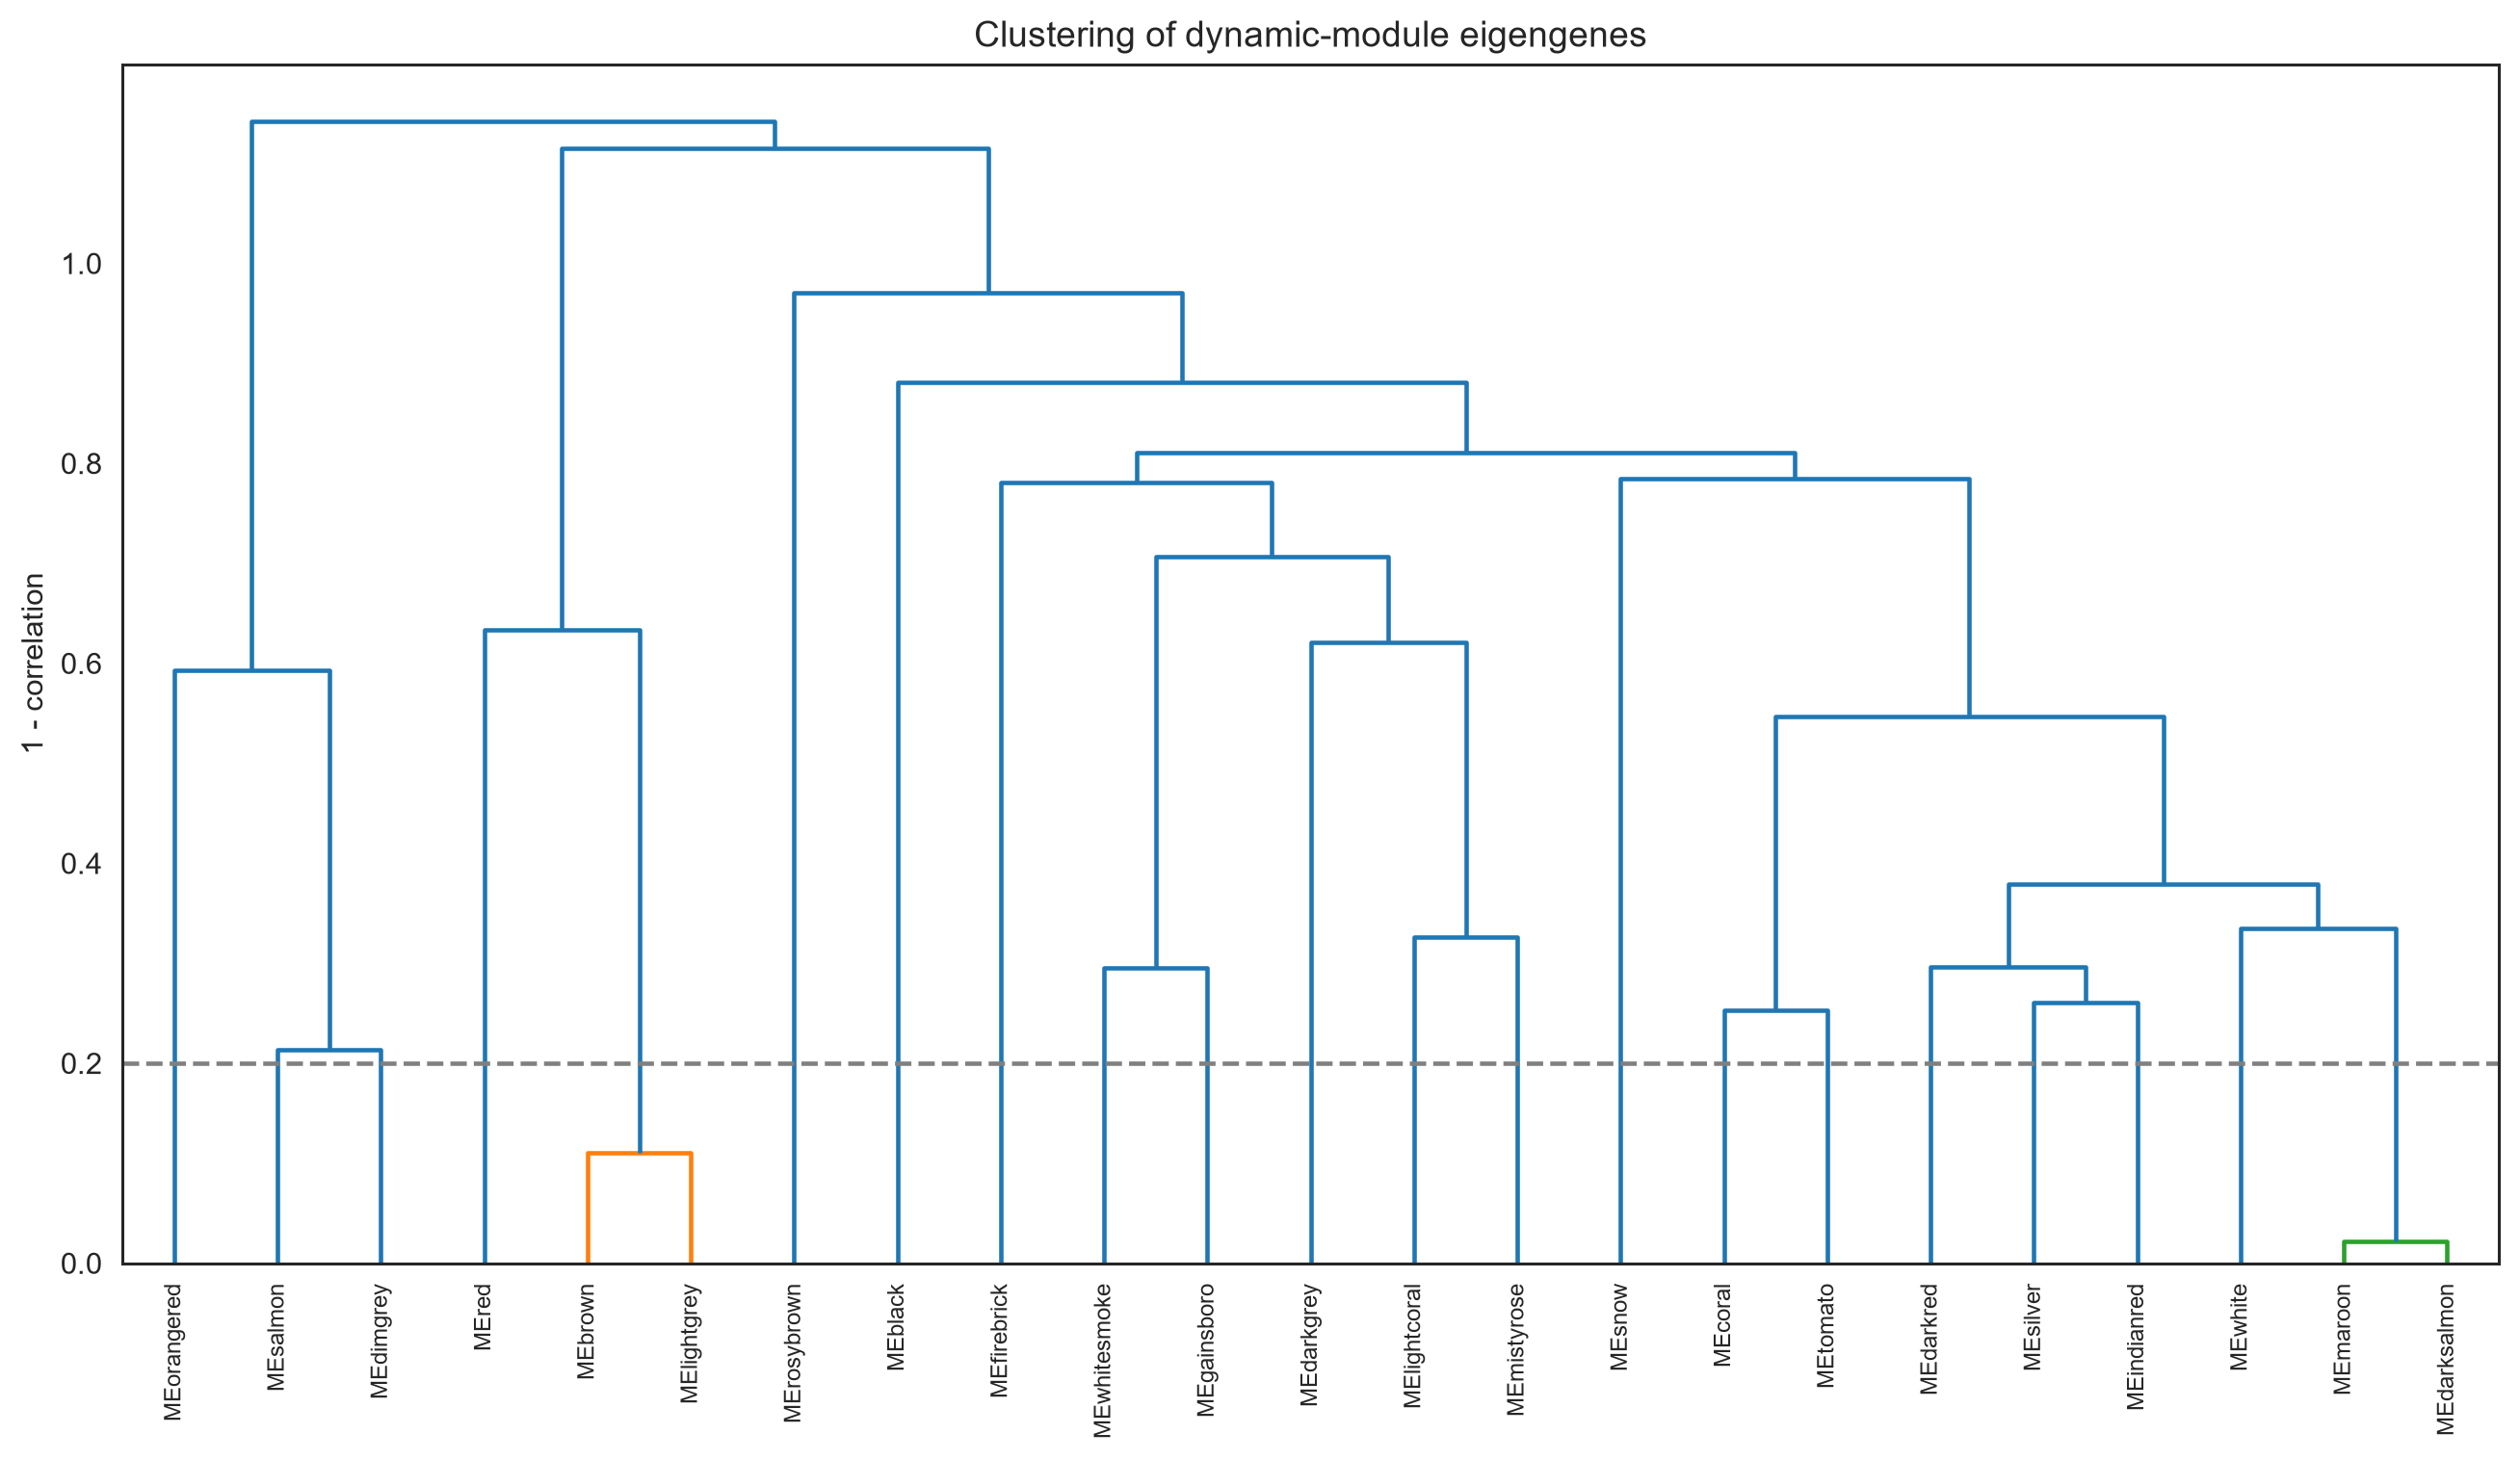 Clustering of dynamic-module eigengenes
1 - correlation
1.0
0.8
0.6
0.4
0.2
0.0
MEorangered
MEsalmon
MEdimgrey
MEred
MEbrown
MElightgrey
MErosybrown
MEblack
MEfirebrick
MEwhitesmoke
MEgainsboro
MEdarkgrey
MElightcoral
MEmistyrose
MEsnow
MEcoral
MEtomato
MEdarkred
MEsilver
MEindianred
MEwhite
MEmaroon
MEdarksalmon